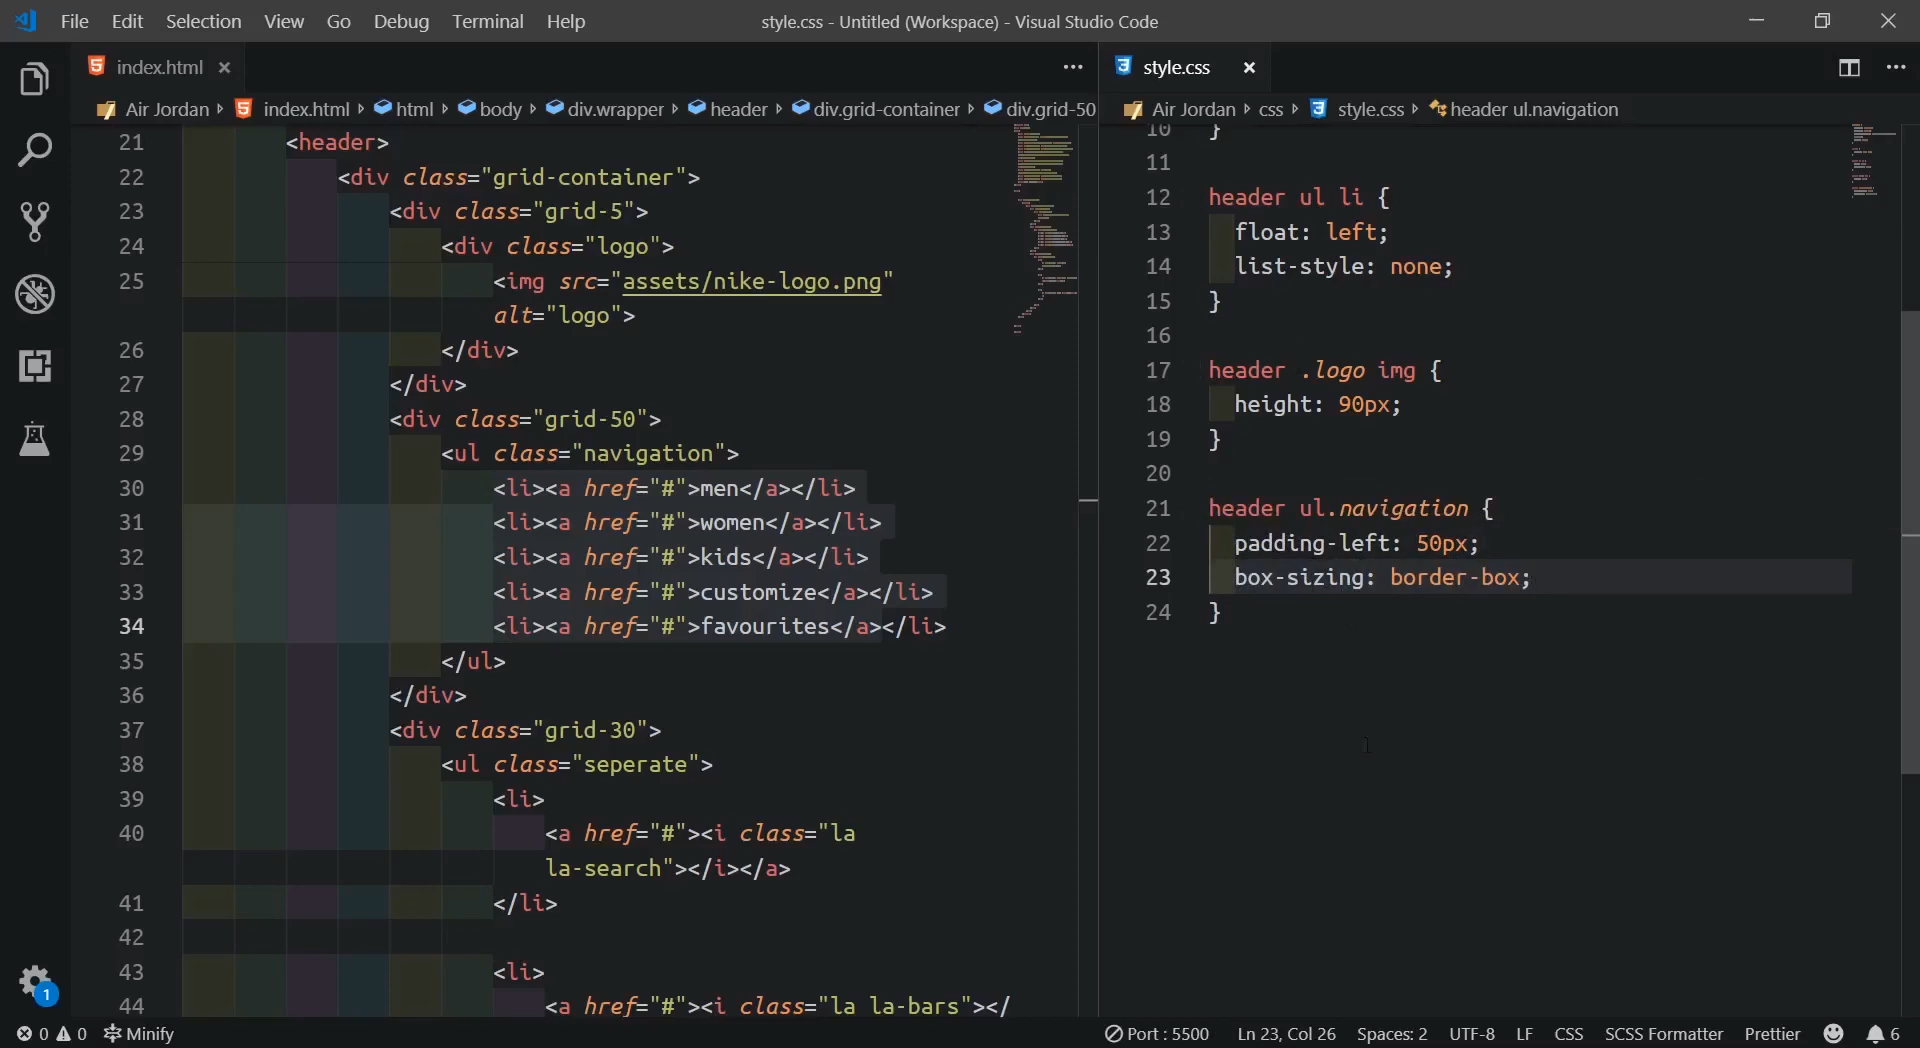 File Edit Selection View Go Debug Terminal Help
style.css - Untitled (Workspace) - Visual Studio Code
index.html
Air Jordan › index.html › html › body › div.wrapper › header › div.grid-container › div.grid-50
21 <header>
22 <div class="grid-container">
23 <div class="grid-5">
24 <div class="logo">
25 <img src="assets/nike-logo.png"
alt="logo">
26 </div>
27 </div>
28 <div class="grid-50">
29 <ul class="navigation">
30 <li><a href="#">men</a></li>
31 <li><a href="#">women</a></li>
32 <li><a href="#">kids</a></li>
33 <li><a href="#">customize</a></li>
34 <li><a href="#">favourites</a></li>
35 </ul>
36 </div>
37 <div class="grid-30">
38 <ul class="seperate">
39 <li>
40 <a href="#"><i class="la
la-search"></i></a>
41 </li>
42
43 <li>
44 <a href="#"><i class="la la-bars"></
style.css
Air Jordan › css › style.css › header ul.navigation
10 }
11
12 header ul li {
13 float: left;
14 list-style: none;
15 }
16
17 header .logo img {
18 height: 90px;
19 }
20
21 header ul.navigation {
22 padding-left: 50px;
23 box-sizing: border-box;
24 }
1
0 0 Minify
Port : 5500 Ln 23, Col 26 Spaces: 2 UTF-8 LF CSS SCSS Formatter Prettier 6